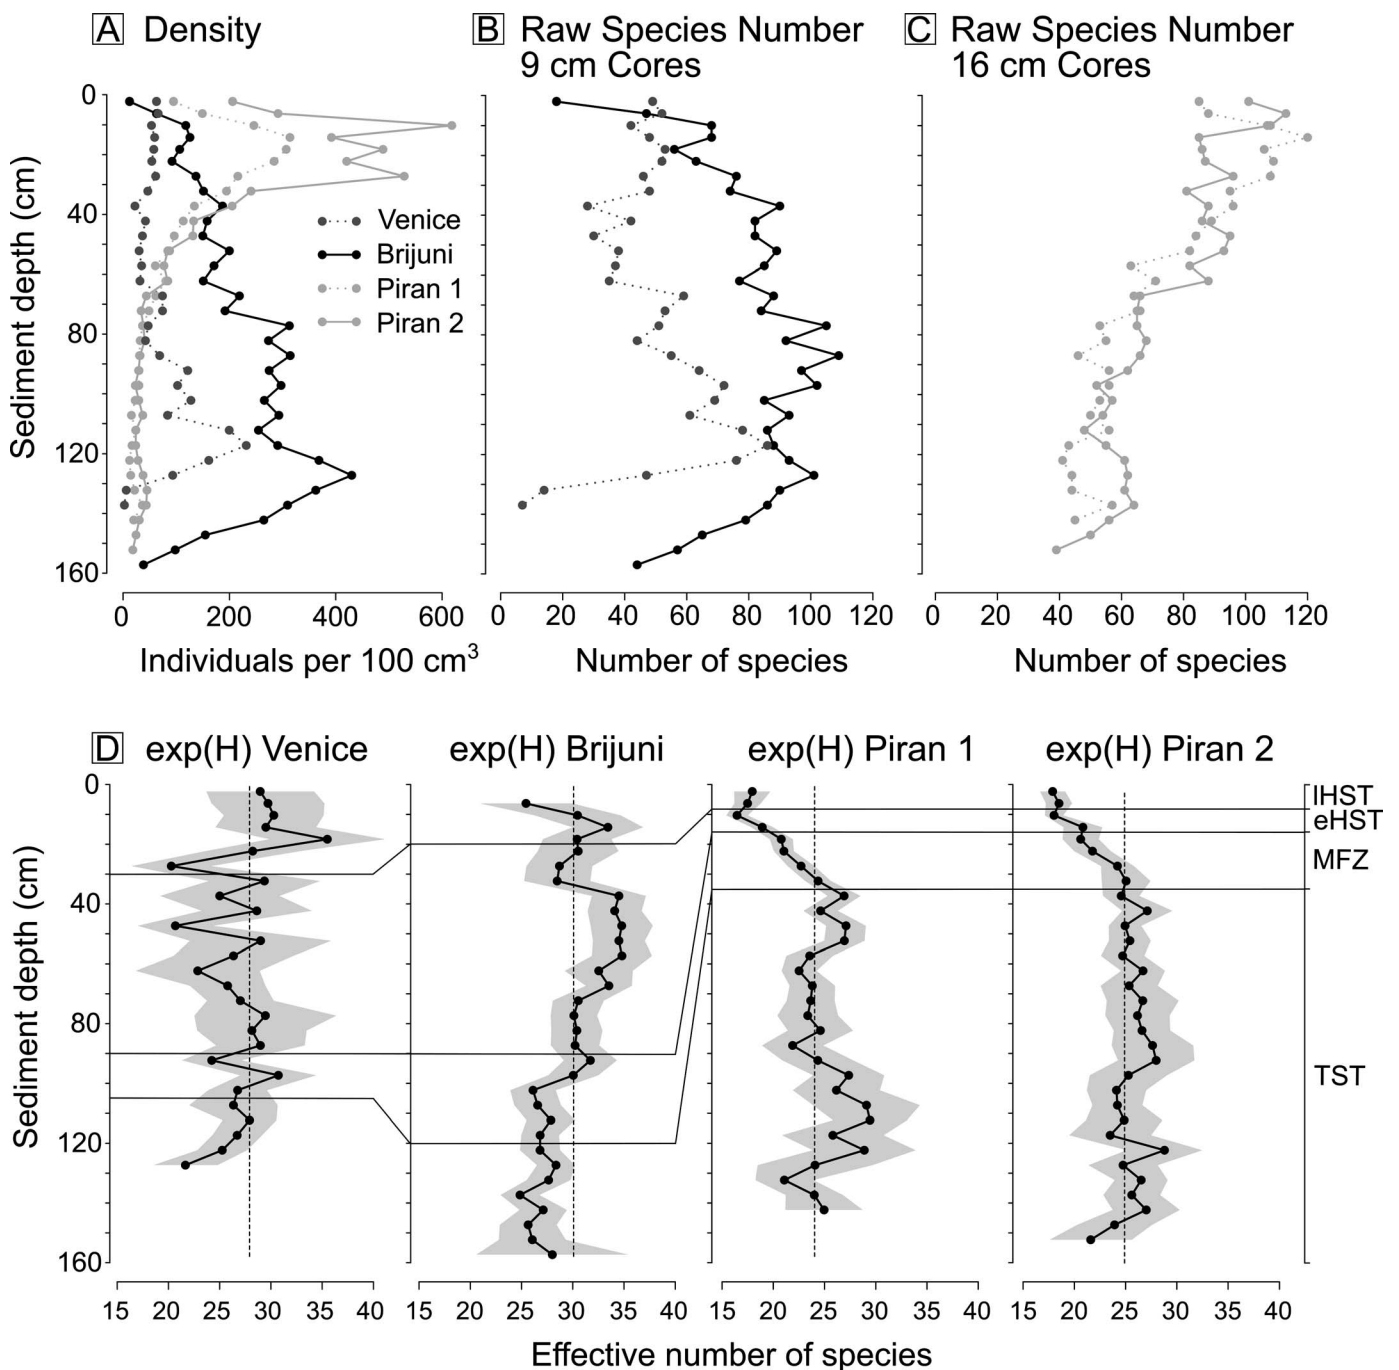 A Density
B Raw Species Number
9 cm Cores
C Raw Species Number
16 cm Cores
Sediment depth (cm)
0
40
80
120
160
Venice
Brijuni
Piran 1
Piran 2
0 200 400 600
0 20 40 60 80 100 120
0 20 40 60 80 100 120
Individuals per 100 cm³
Number of species
Number of species
D exp(H) Venice
exp(H) Brijuni
exp(H) Piran 1
exp(H) Piran 2
Sediment depth (cm)
0
40
80
120
160
lHST
eHST
MFZ
TST
15 20 25 30 35 40
15 20 25 30 35 40
15 20 25 30 35 40
15 20 25 30 35 40
Effective number of species